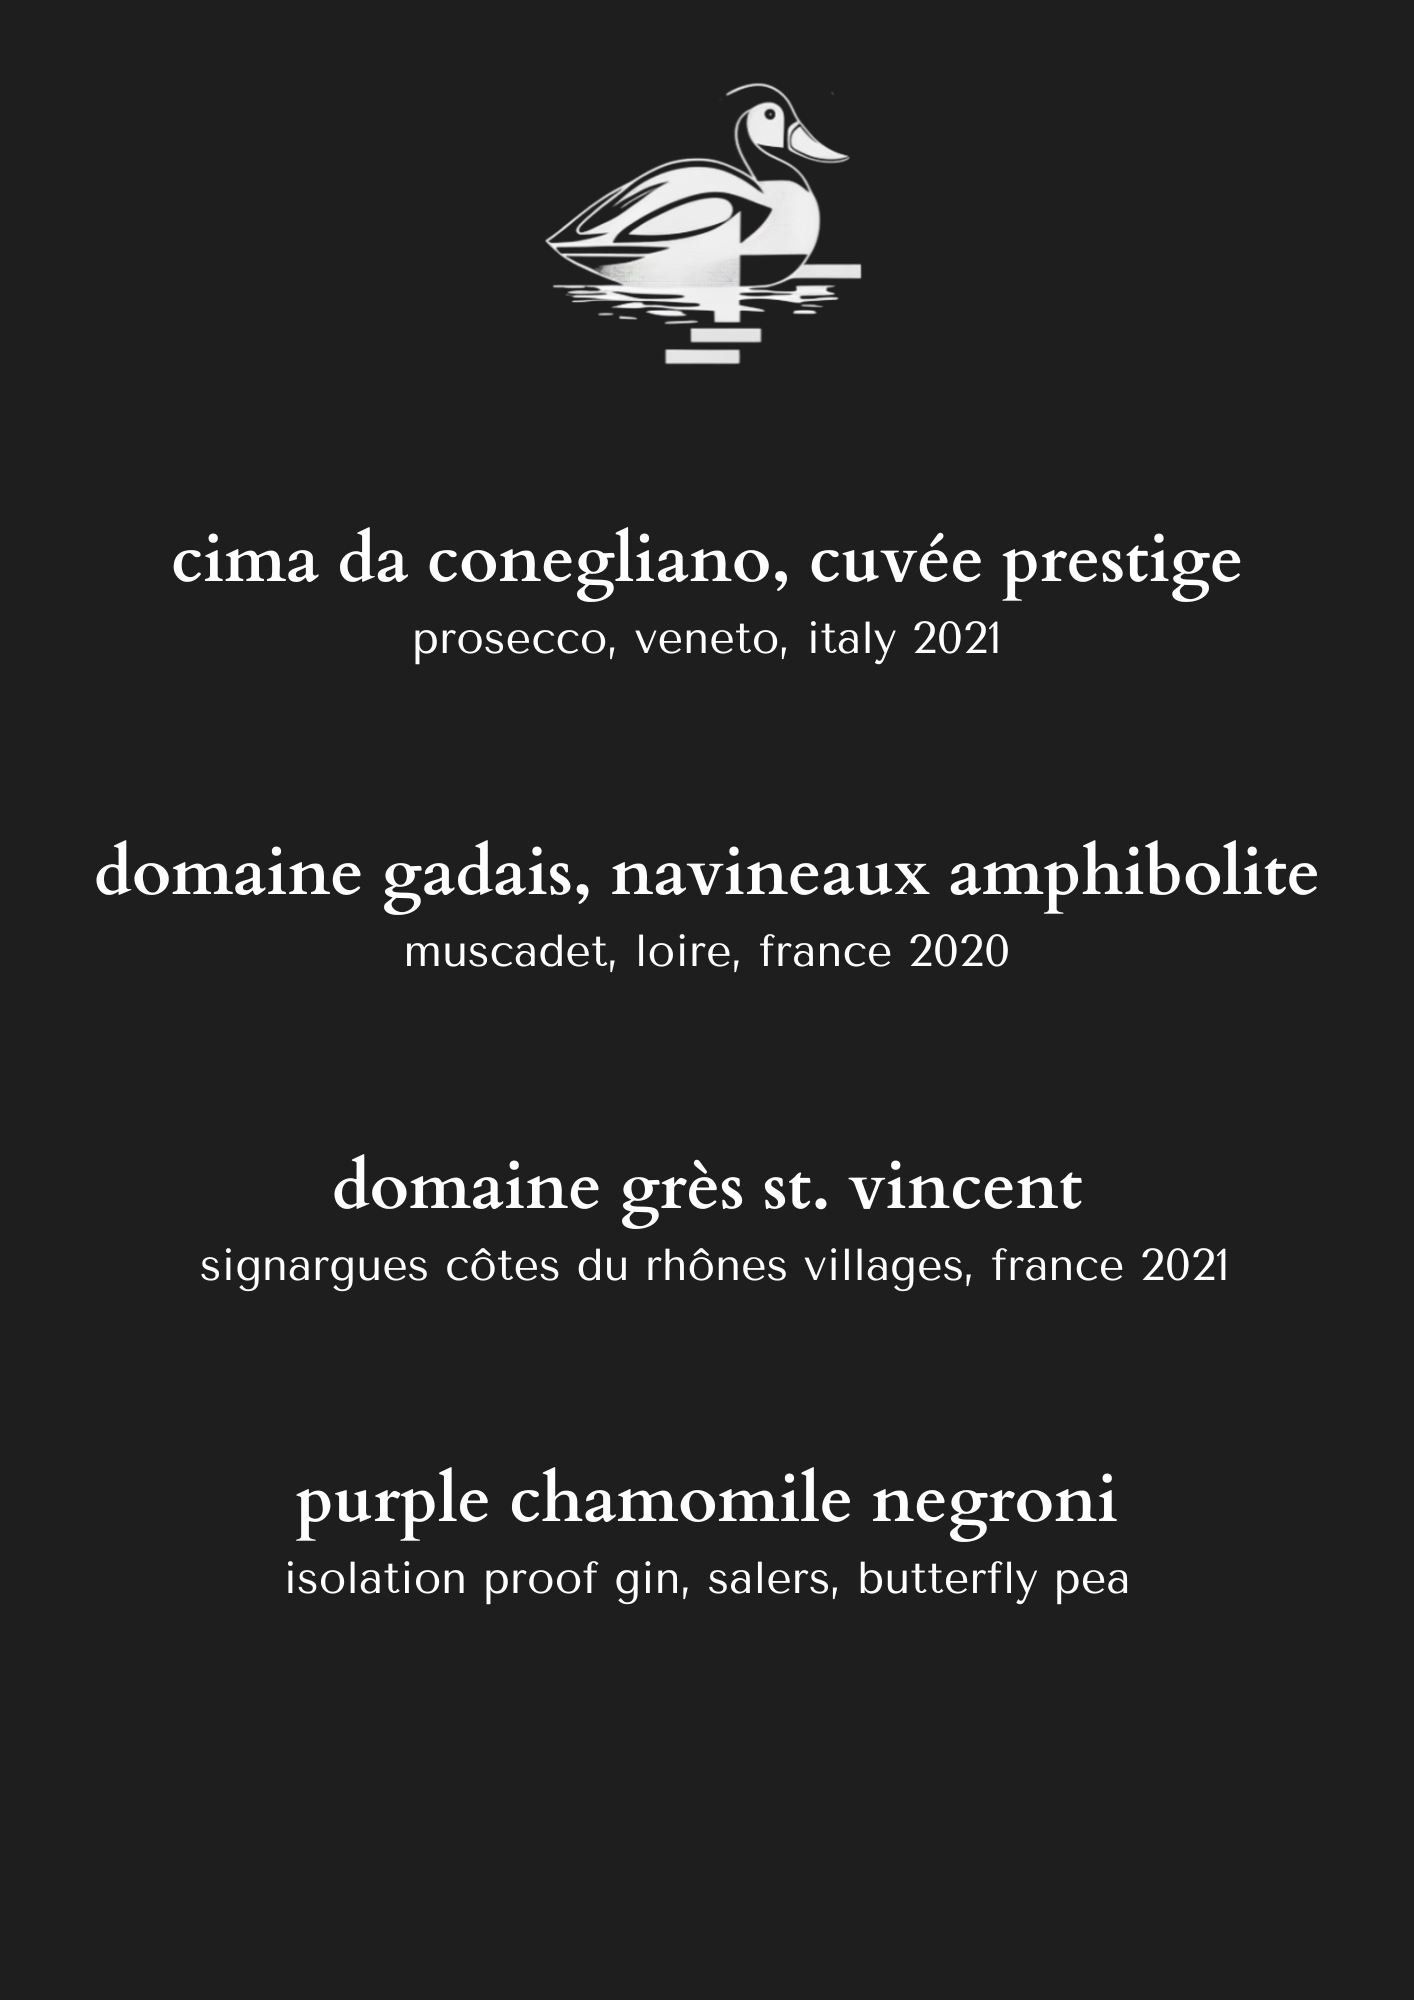 cima da conegliano, cuvée prestige
prosecco, veneto, italy 2021
domaine gadais, navineaux amphibolite
muscadet, loire, france 2020
domaine grès st. vincent
signargues côtes du rhônes villages, france 2021
purple chamomile negroni
isolation proof gin, salers, butterfly pea